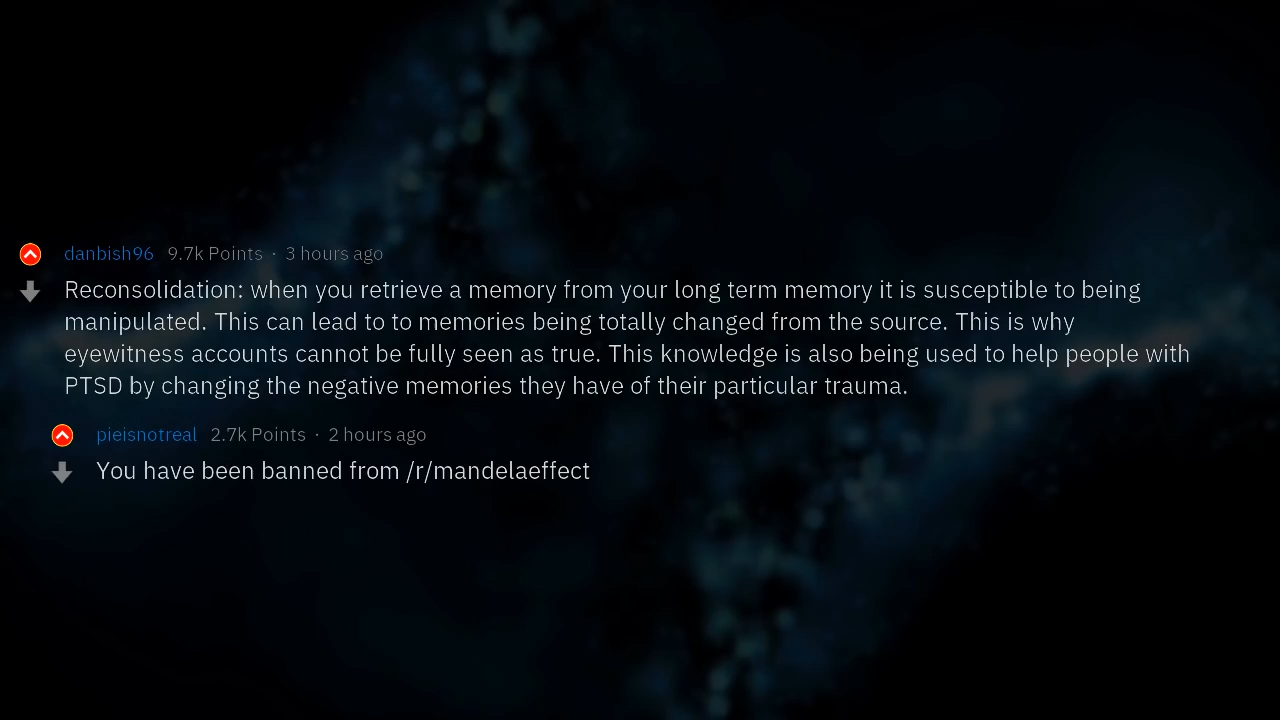 danbish96 9.7k Points · 3 hours ago
Reconsolidation: when you retrieve a memory from your long term memory it is susceptible to being
manipulated. This can lead to to memories being totally changed from the source. This is why
eyewitness accounts cannot be fully seen as true. This knowledge is also being used to help people with
PTSD by changing the negative memories they have of their particular trauma.
pieisnotreal 2.7k Points · 2 hours ago
You have been banned from /r/mandelaeffect